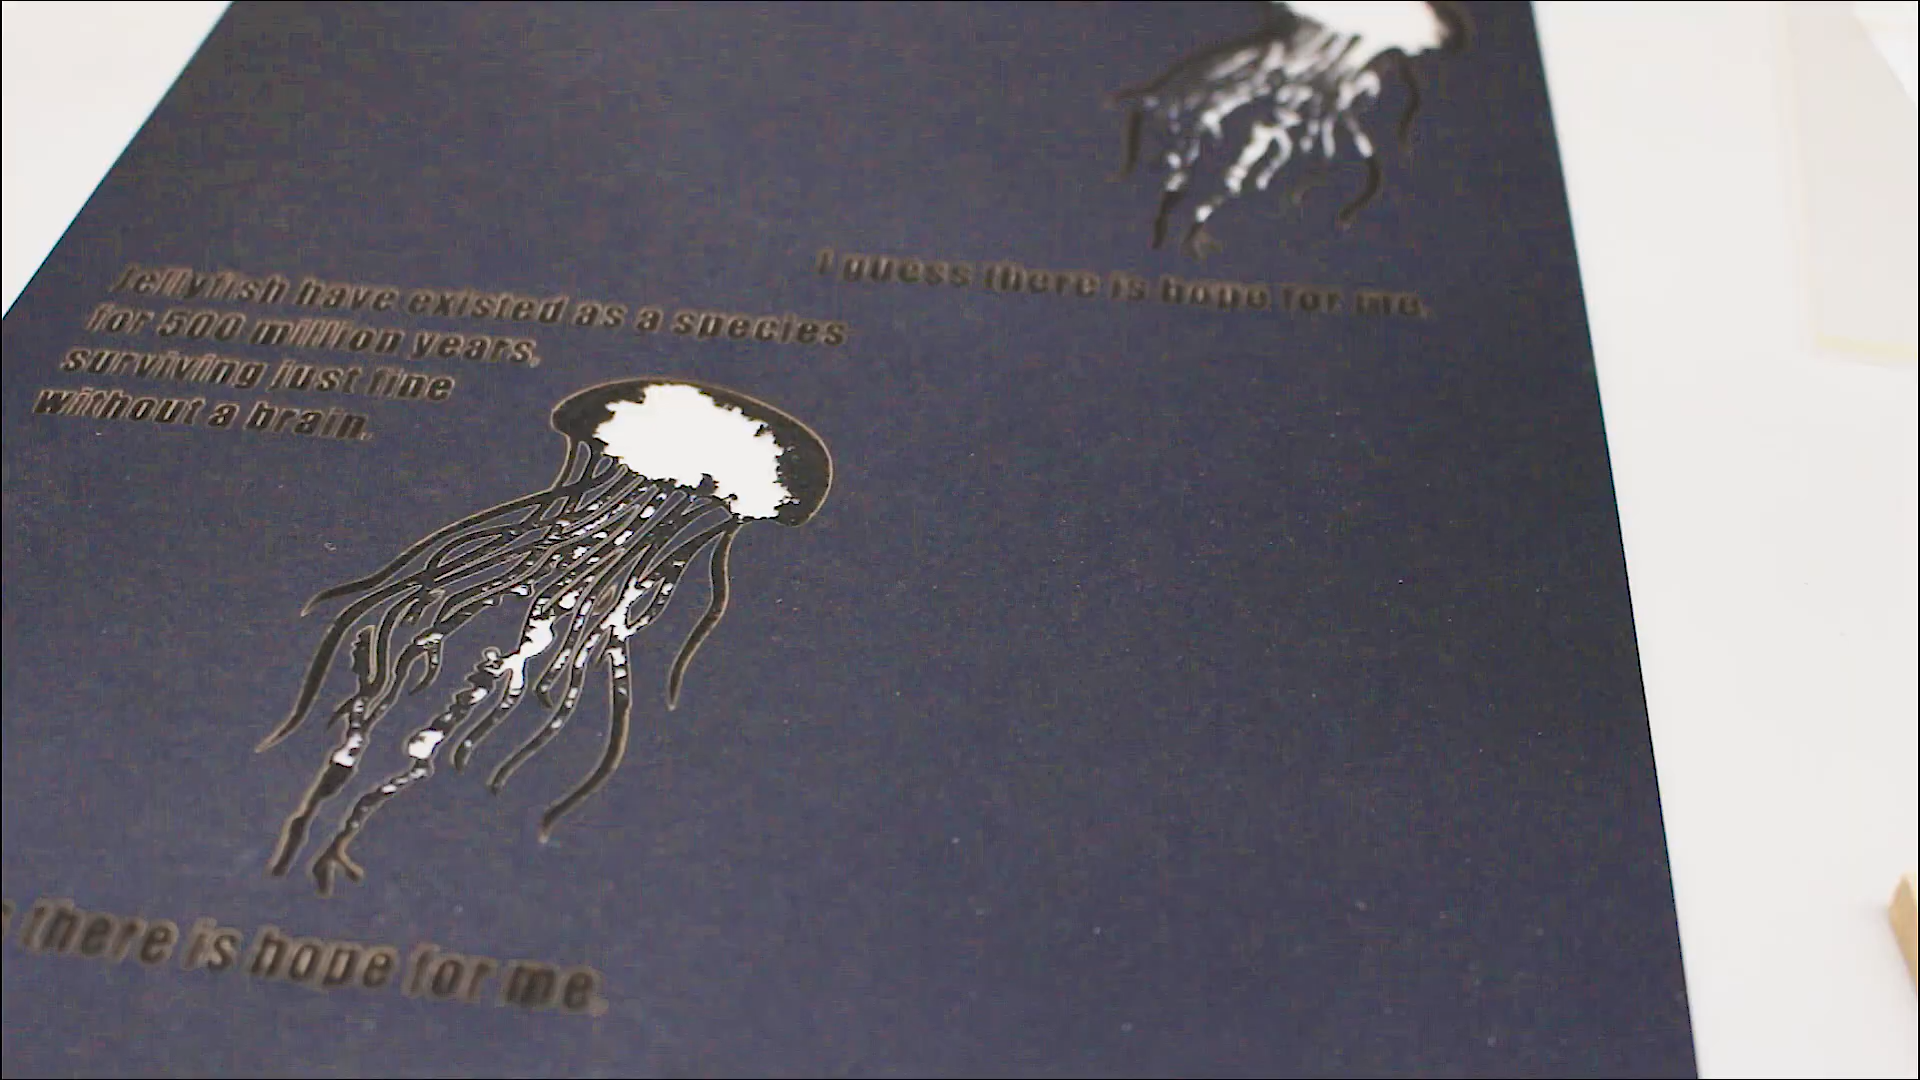 I guess there is hope for me.
Jellyfish have existed as a species
for 500 million years,
surviving just fine
without a brain.
there is hope for me.